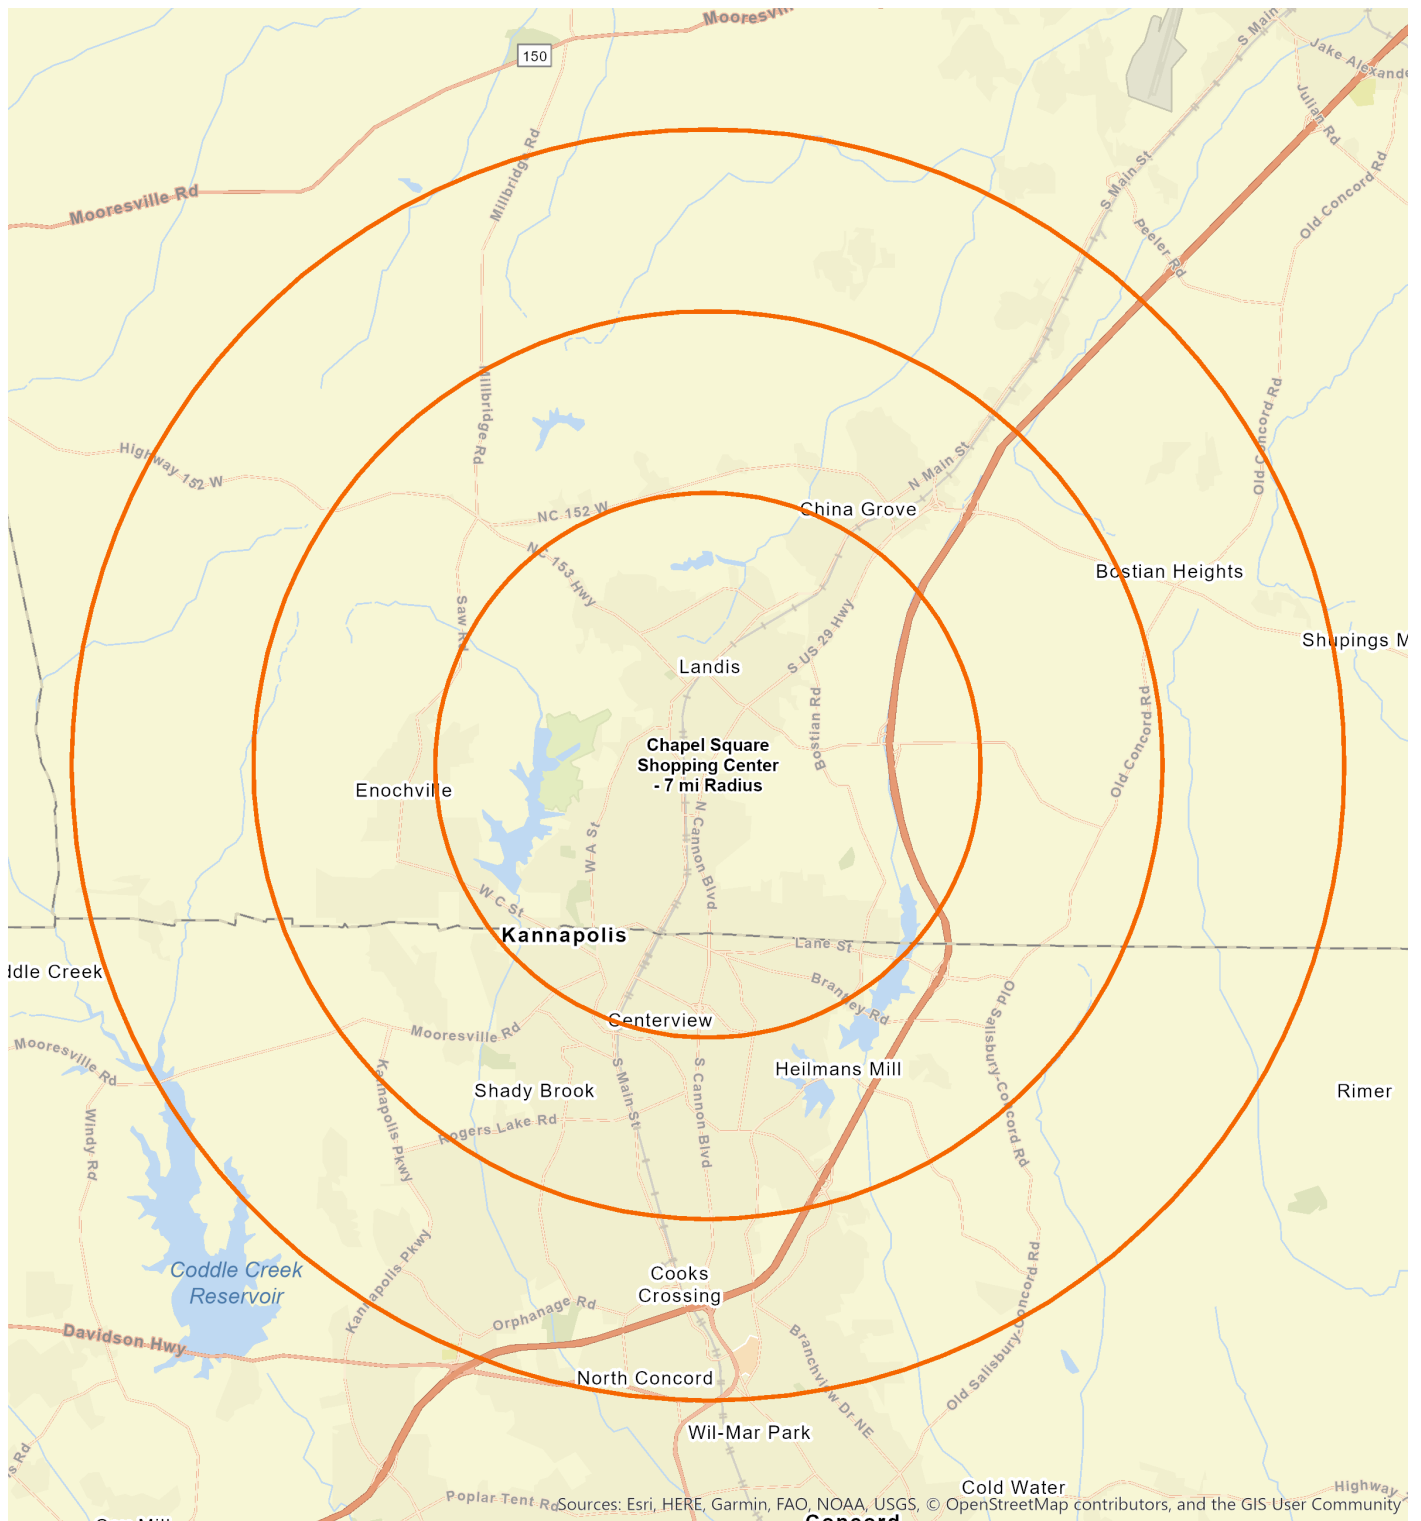 Mooresvill
S Main
150
Jake Alexande
Julian Rd
Millbridge Rd
S Main St
Old Concord Rd
Mooresville Rd
Peeler Rd
Millbridge Rd
Old Concord Rd
Highway 152 W
N Main St
NC 152 W
China Grove
NC 153 Hwy
Bostian Heights
Saw Rd
S US 29 Hwy
Shupings M
Landis
Bostian Rd
Old Concord Rd
Chapel Square
Shopping Center
- 7 mi Radius
Enochville
W A St
N Cannon Blvd
W C St
Kannapolis
Lane St
ddle Creek
Brantley Rd
Old Salisbury-Concord Rd
Centerview
Mooresville Rd
Mooresville Rd
Heilmans Mill
Kannapolis Pkwy
S Main St
S Cannon Blvd
Shady Brook
Rimer
Windy Rd
Rogers Lake Rd
Coddle Creek
Reservoir
Kannapolis Pkwy
Cooks
Crossing
Orphanage Rd
Old Salisbury-Concord Rd
Davidson Hwy
Branchview Dr NE
North Concord
Wil-Mar Park
s Rd
Cold Water
Highway
Poplar Tent Rd
Sources: Esri, HERE, Garmin, FAO, NOAA, USGS, © OpenStreetMap contributors, and the GIS User Community
Concord